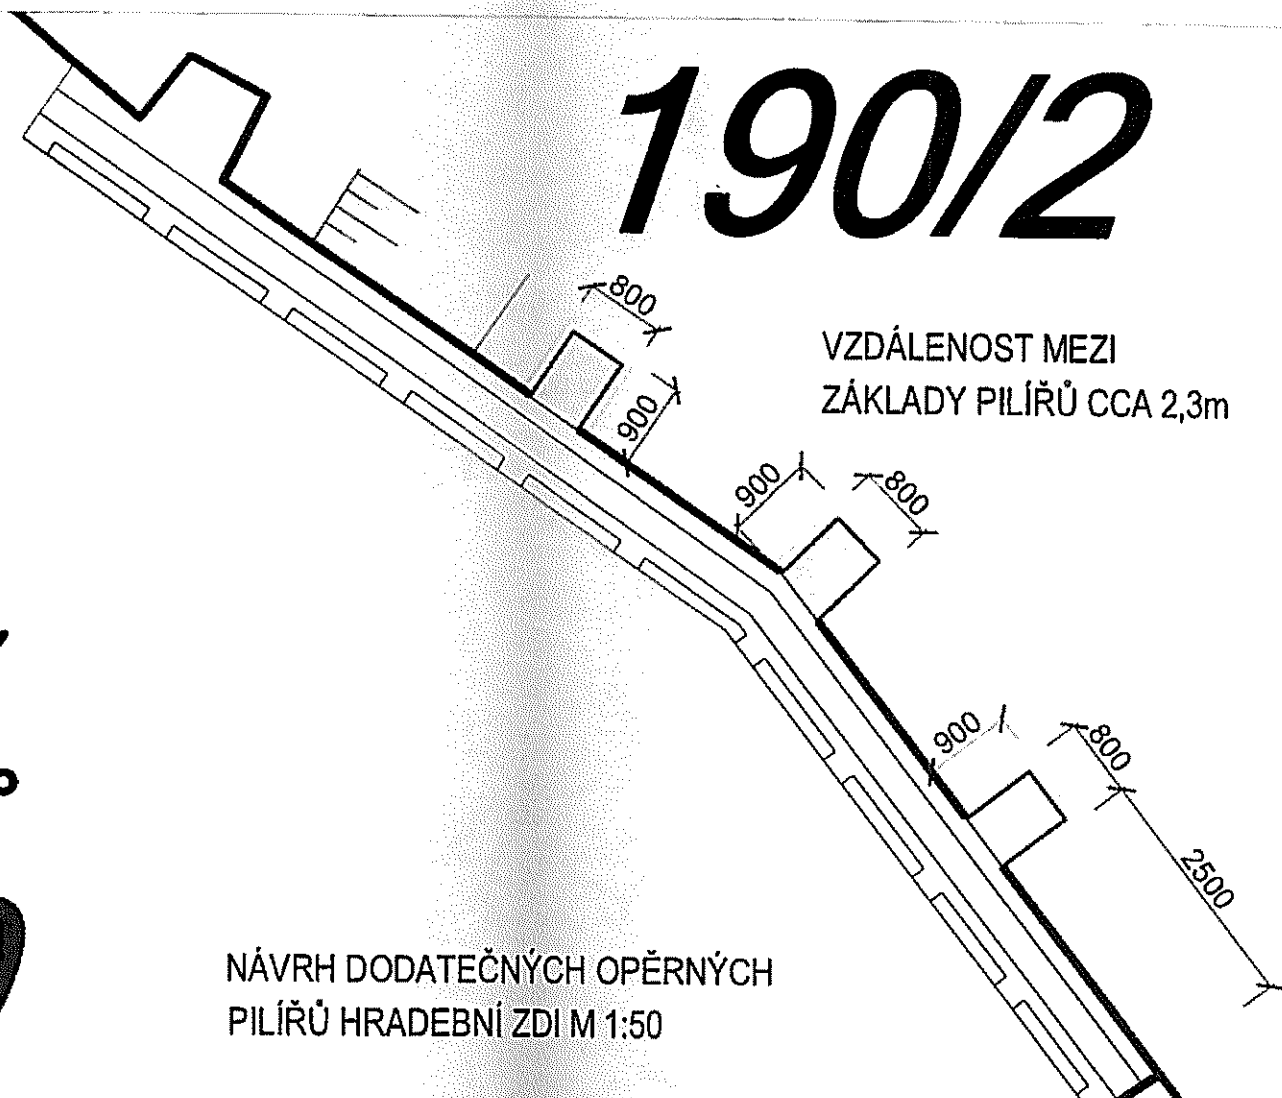 190/2
800
VZDÁLENOST MEZI
ZÁKLADY PILÍŘŮ CCA 2,3m
900
900
800
900
800
2500
NÁVRH DODATEČNÝCH OPĚRNÝCH
PILÍŘŮ HRADEBNÍ ZDI M 1:50